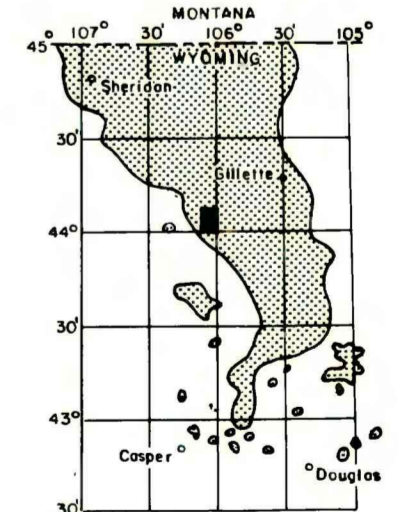 MONTANA
45° 107° 30' 106° 30' 105°
WYOMING
Sheridan
30'
Gillette
44°
30'
43°
Casper
Douglas
30'